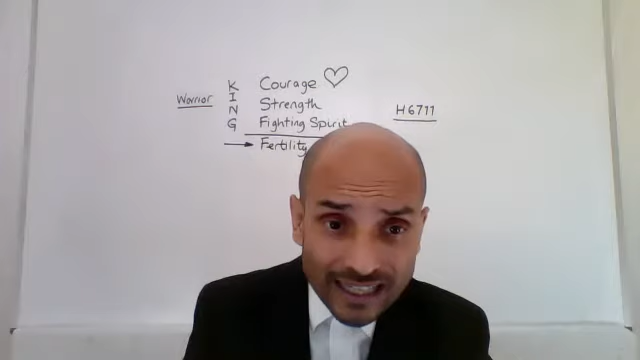 Warrior
K
I
N
G
Courage
Strength
Fighting Spirit
→ Fertility
H6711